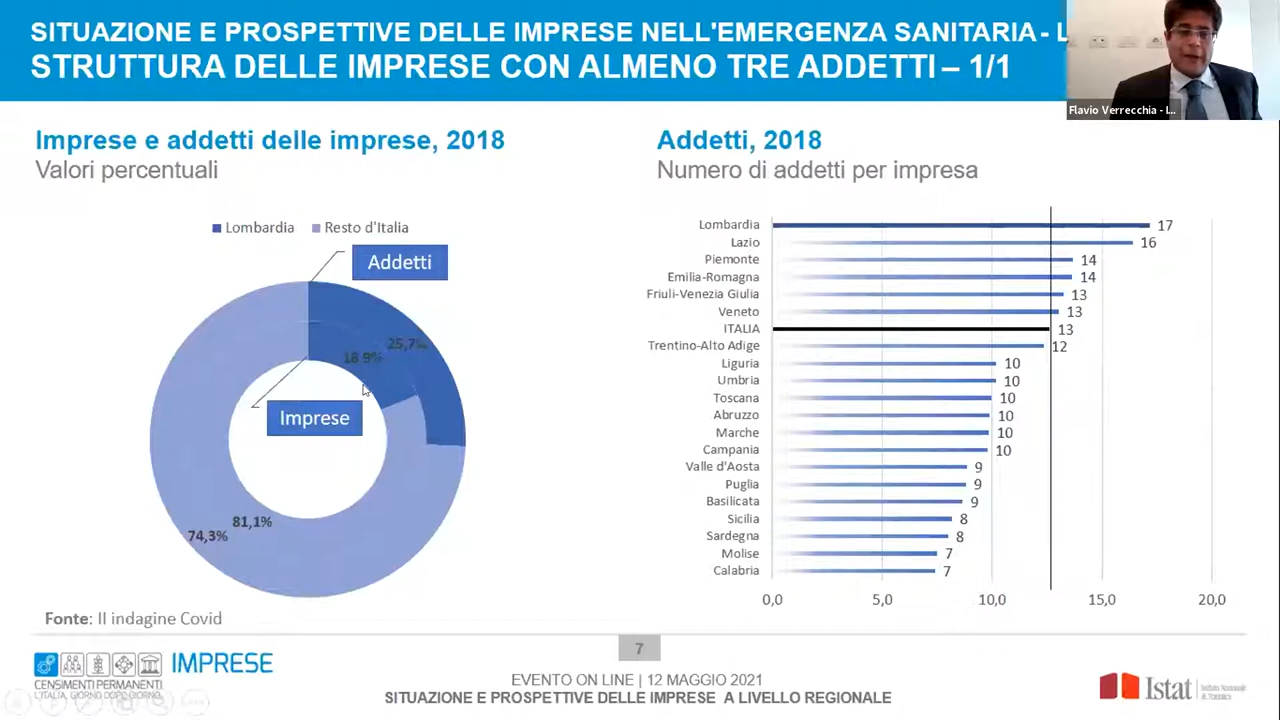 SITUAZIONE E PROSPETTIVE DELLE IMPRESE NELL'EMERGENZA SANITARIA - L
STRUTTURA DELLE IMPRESE CON ALMENO TRE ADDETTI – 1/1
Flavio Verrecchia - I...
Imprese e addetti delle imprese, 2018
Valori percentuali
Lombardia Resto d'Italia
Addetti
25,7%
18,9%
Imprese
81,1%
74,3%
Fonte: II indagine Covid
Addetti, 2018
Numero di addetti per impresa
Lombardia 17
Lazio 16
Piemonte 14
Emilia-Romagna 14
Friuli-Venezia Giulia 13
Veneto 13
ITALIA 13
Trentino-Alto Adige 12
Liguria 10
Umbria 10
Toscana 10
Abruzzo 10
Marche 10
Campania 10
Valle d'Aosta 9
Puglia 9
Basilicata 9
Sicilia 8
Sardegna 8
Molise 7
Calabria 7
0,0 5,0 10,0 15,0 20,0
7
IMPRESE
CENSIMENTI PERMANENTI
L'ITALIA, GIORNO DOPO GIORNO
EVENTO ON LINE | 12 MAGGIO 2021
SITUAZIONE E PROSPETTIVE DELLE IMPRESE A LIVELLO REGIONALE
Istat